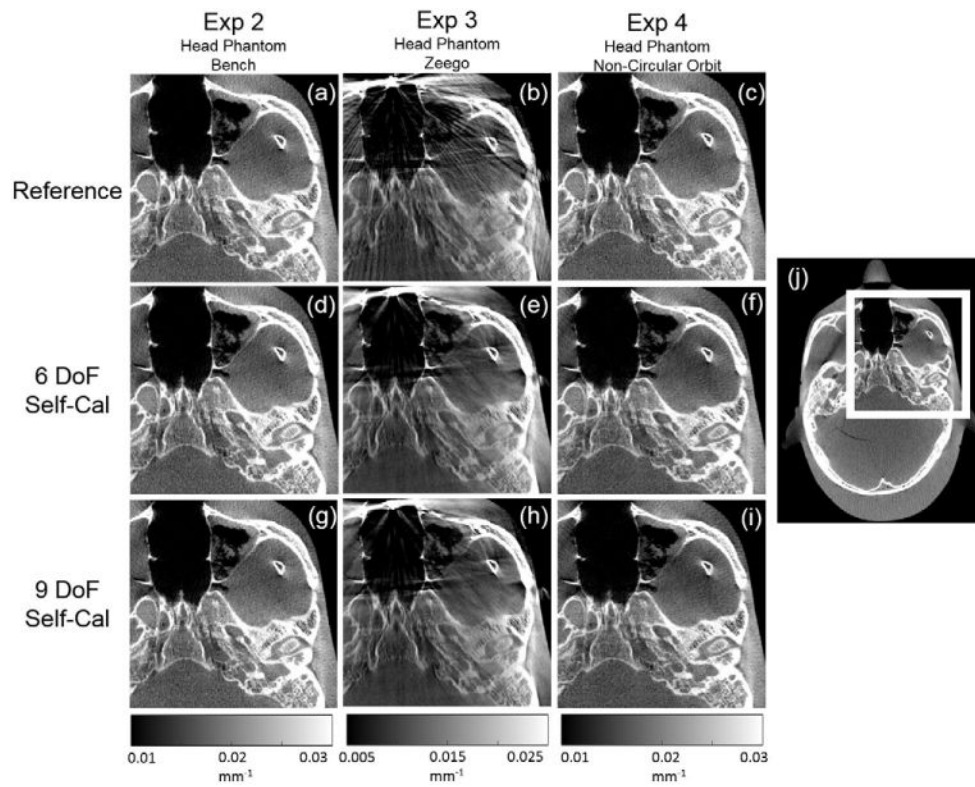 Exp 2
Head Phantom
Bench
Exp 3
Head Phantom
Zeego
Exp 4
Head Phantom
Non-Circular Orbit
Reference
(a)
(b)
(c)
6 DoF
Self-Cal
(d)
(e)
(f)
(j)
9 DoF
Self-Cal
(g)
(h)
(i)
0.01 0.02 0.03
mm-1
0.005 0.015 0.025
mm-1
0.01 0.02 0.03
mm-1